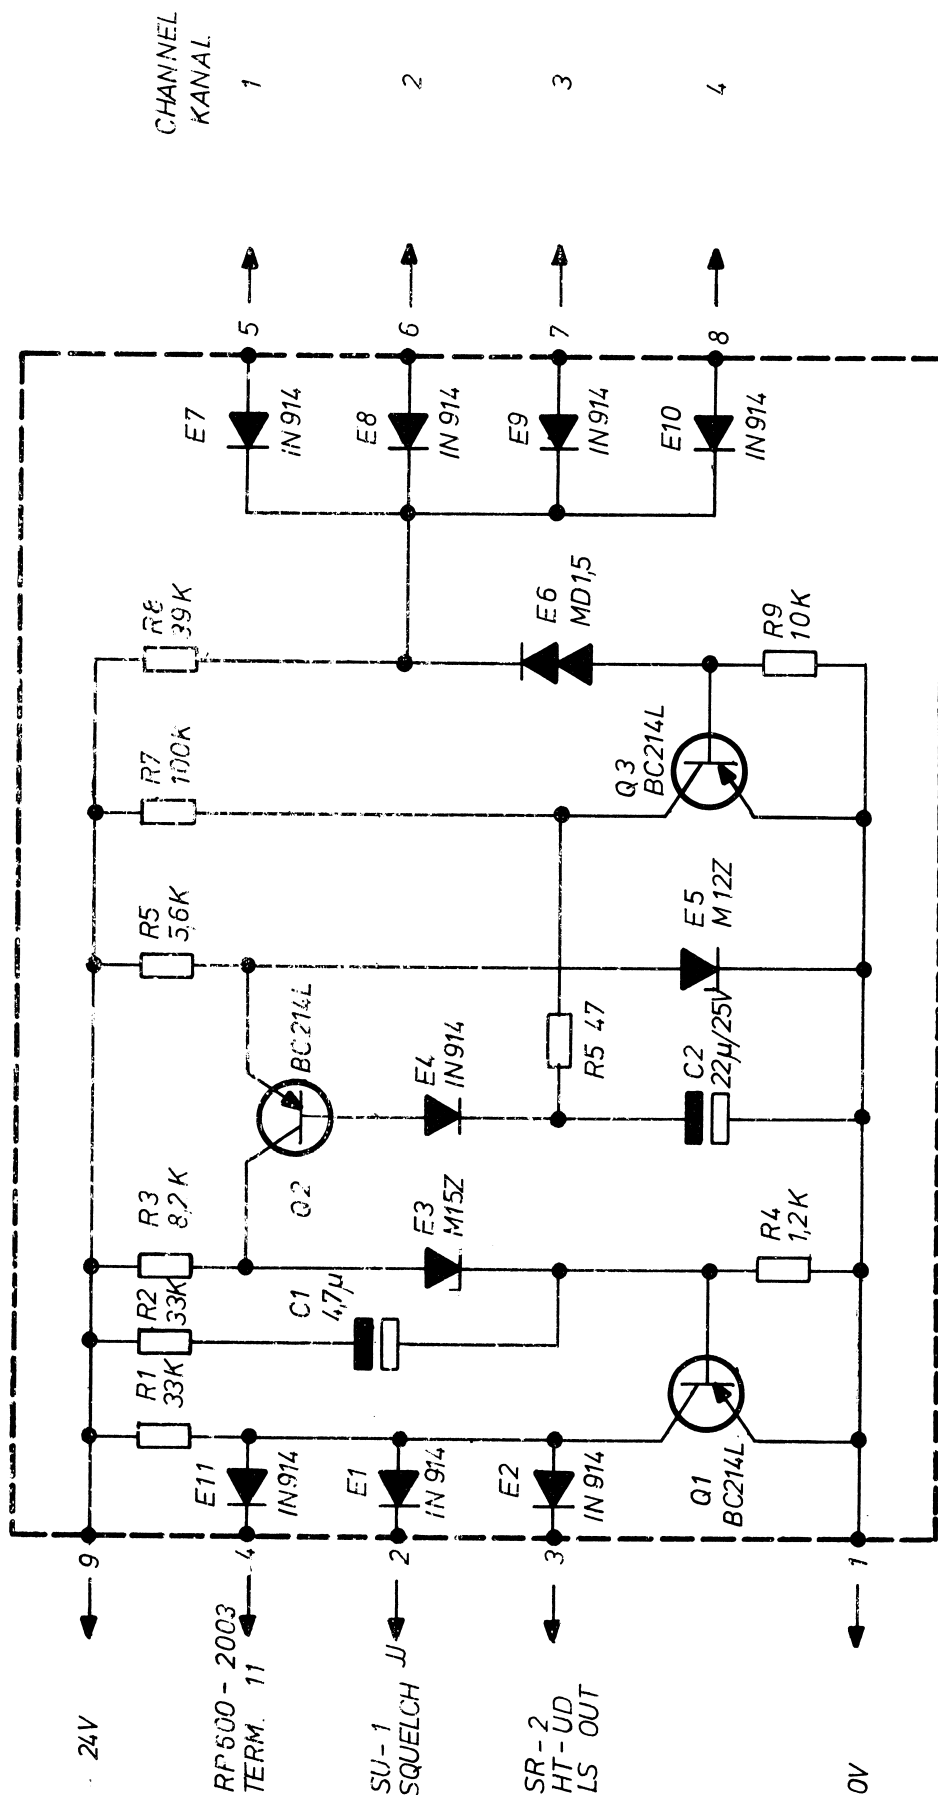 CHANNEL
KANAL
1
2
3
4
5
6
7
8
E7
IN914
E8
IN914
E9
IN914
E10
IN914
R8
39K
E6
MD1,5
R9
10K
R7
100K
Q3
BC214L
R5
5,6K
E5
M12Z
BC214L
Q2
E4
IN914
R5 47
C2
22µ/25V
R3
8,2K
E3
M15Z
R4
1,2K
R2
33K
C1
4,7µ
R1
33K
E11
IN914
E1
IN914
E2
IN914
Q1
BC214L
9
4
2
3
1
24V
RP500-2003
TERM. 11
SU-1
SQUELCH
SR-2
HT-UD
LS OUT
0V